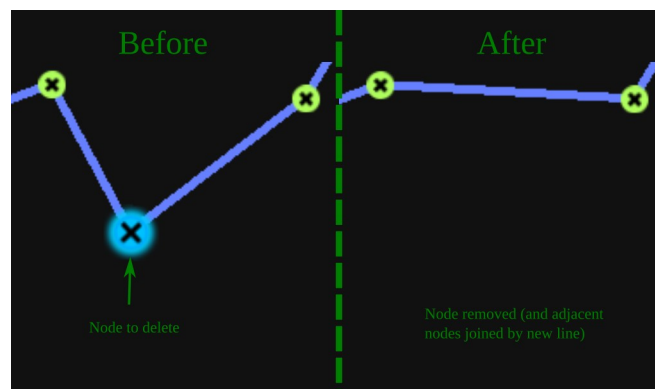 Before
After
Node to delete
Node removed (and adjacent
nodes joined by new line)